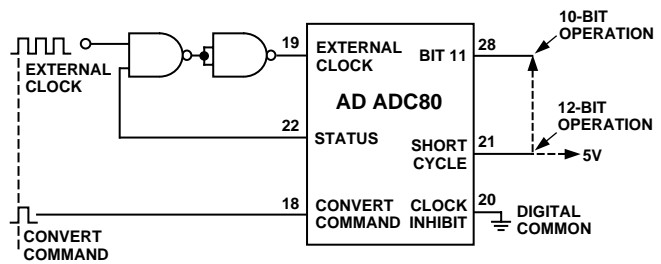 10-BIT
OPERATION
19
EXTERNAL
CLOCK
BIT 11
28
EXTERNAL
CLOCK
AD ADC80
12-BIT
OPERATION
22
STATUS
21
SHORT
CYCLE
5V
18
CONVERT
COMMAND
CLOCK
INHIBIT
20
DIGITAL
COMMON
CONVERT
COMMAND